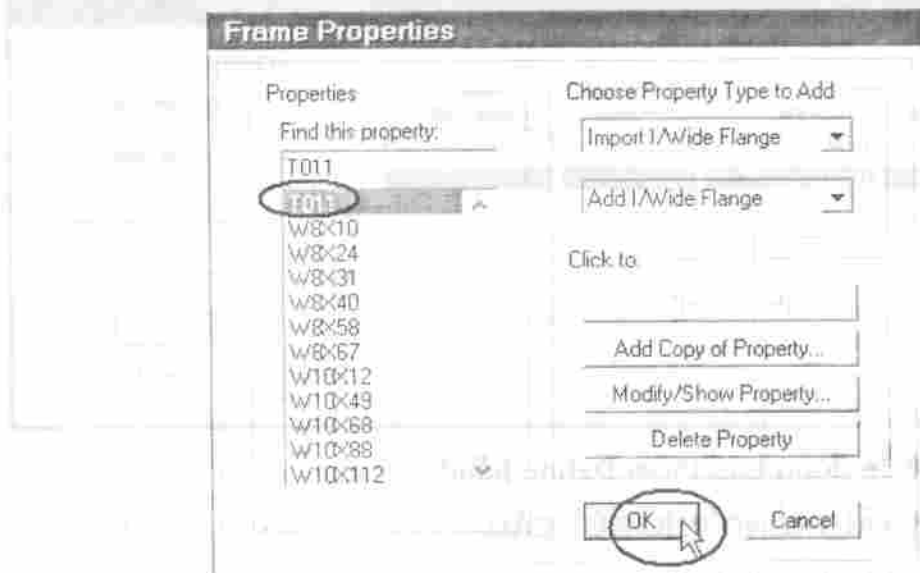 Frame Properties
Properties
Find this property:
T011
T011
W8X10
W8X24
W8X31
W8X40
W8X58
W8X67
W10X12
W10X49
W10X68
W10X88
W10X112
Choose Property Type to Add
Import I/Wide Flange
Add I/Wide Flange
Click to:
Add Copy of Property...
Modify/Show Property...
Delete Property
OK
Cancel